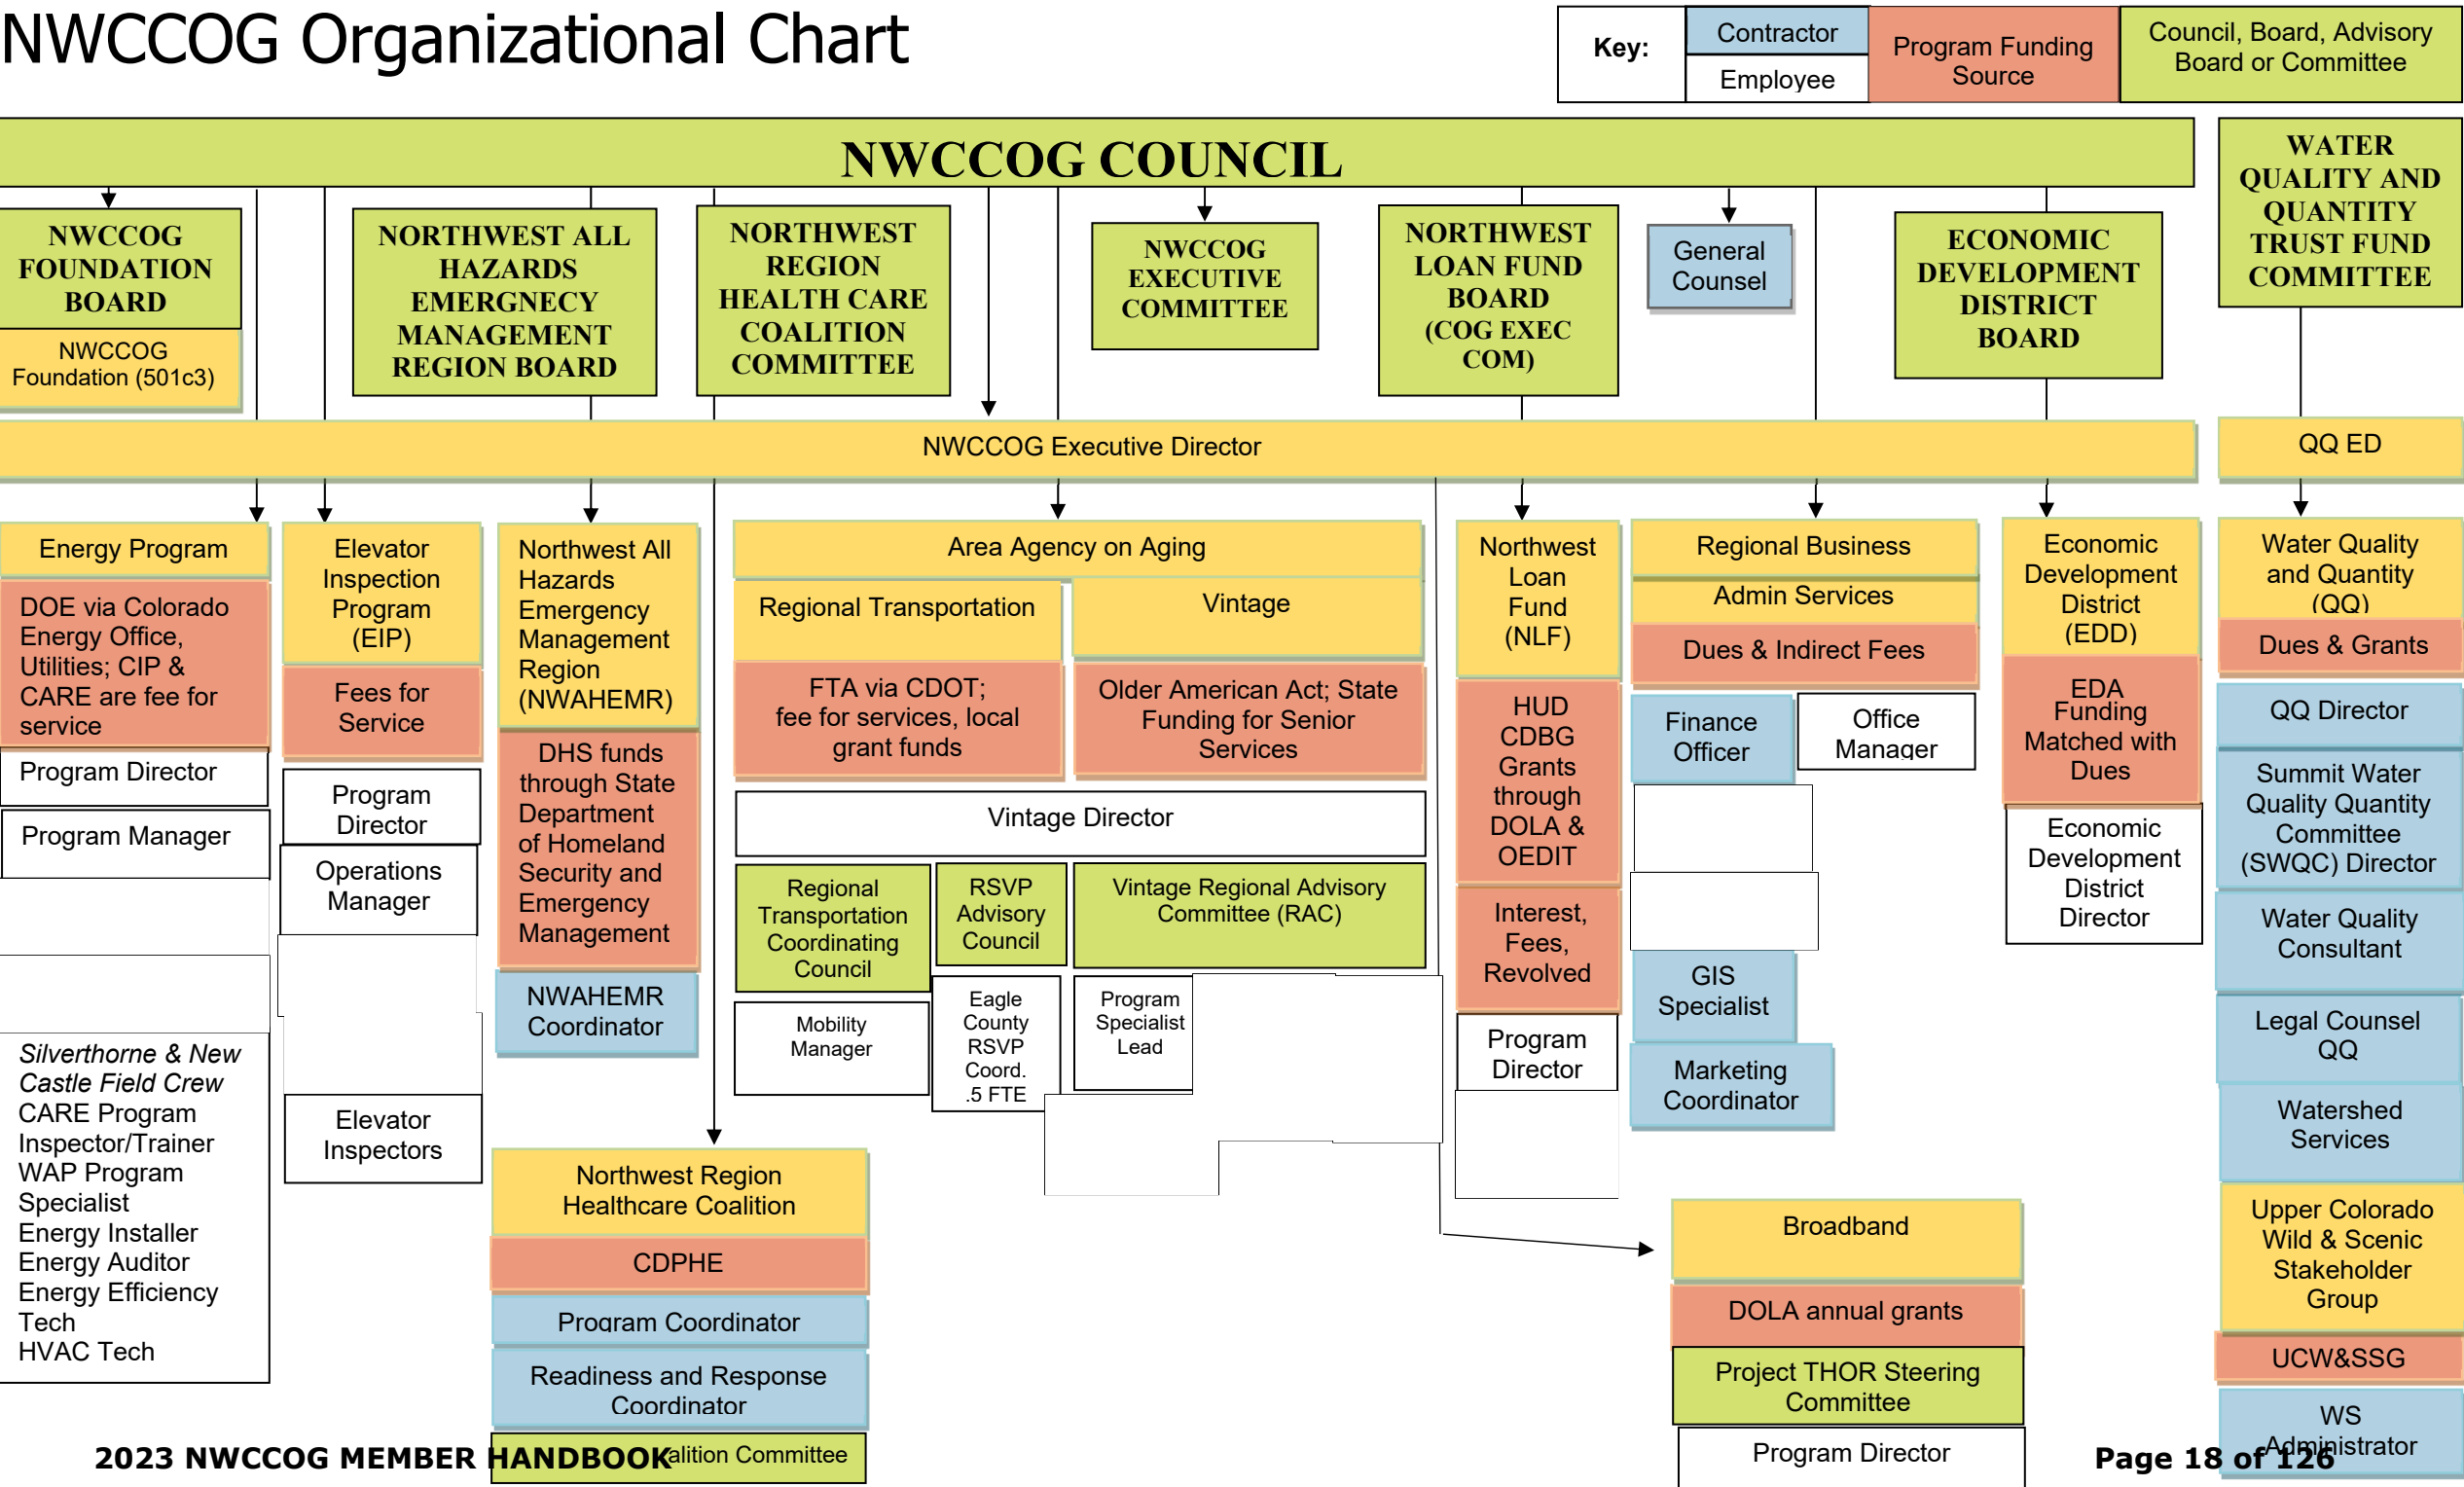 NWCCOG Organizational Chart
Key:
Contractor
Employee
Program Funding
Source
Council, Board, Advisory
Board or Committee
NWCCOG COUNCIL
WATER
QUALITY AND
QUANTITY
TRUST FUND
COMMITTEE
NWCCOG
FOUNDATION
BOARD
NWCCOG
Foundation (501c3)
NORTHWEST ALL
HAZARDS
EMERGNECY
MANAGEMENT
REGION BOARD
NORTHWEST
REGION
HEALTH CARE
COALITION
COMMITTEE
NWCCOG
EXECUTIVE
COMMITTEE
NORTHWEST
LOAN FUND
BOARD
(COG EXEC
COM)
General
Counsel
ECONOMIC
DEVELOPMENT
DISTRICT
BOARD
NWCCOG Executive Director
QQ ED
Energy Program
DOE via Colorado
Energy Office,
Utilities; CIP &
CARE are fee for
service
Program Director
Program Manager
Silverthorne & New
Castle Field Crew
CARE Program
Inspector/Trainer
WAP Program
Specialist
Energy Installer
Energy Auditor
Energy Efficiency
Tech
HVAC Tech
Elevator
Inspection
Program
(EIP)
Fees for
Service
Program
Director
Operations
Manager
Elevator
Inspectors
Northwest All
Hazards
Emergency
Management
Region
(NWAHEMR)
DHS funds
through State
Department
of Homeland
Security and
Emergency
Management
NWAHEMR
Coordinator
Northwest Region
Healthcare Coalition
CDPHE
Program Coordinator
Readiness and Response
Coordinator
alition Committee
Area Agency on Aging
Regional Transportation
Vintage
FTA via CDOT;
fee for services, local
grant funds
Older American Act; State
Funding for Senior
Services
Vintage Director
Regional
Transportation
Coordinating
Council
RSVP
Advisory
Council
Vintage Regional Advisory
Committee (RAC)
Mobility
Manager
Eagle
County
RSVP
Coord.
.5 FTE
Program
Specialist
Lead
Northwest
Loan
Fund
(NLF)
HUD
CDBG
Grants
through
DOLA &
OEDIT
Interest,
Fees,
Revolved
Program
Director
Regional Business
Admin Services
Dues & Indirect Fees
Finance
Officer
Office
Manager
GIS
Specialist
Marketing
Coordinator
Broadband
DOLA annual grants
Project THOR Steering
Committee
Program Director
Economic
Development
District
(EDD)
EDA
Funding
Matched with
Dues
Economic
Development
District
Director
Water Quality
and Quantity
(QQ)
Dues & Grants
QQ Director
Summit Water
Quality Quantity
Committee
(SWQC) Director
Water Quality
Consultant
Legal Counsel
QQ
Watershed
Services
Upper Colorado
Wild & Scenic
Stakeholder
Group
UCW&SSG
WS
Administrator
2023 NWCCOG MEMBER HANDBOOK
Page 18 of 126